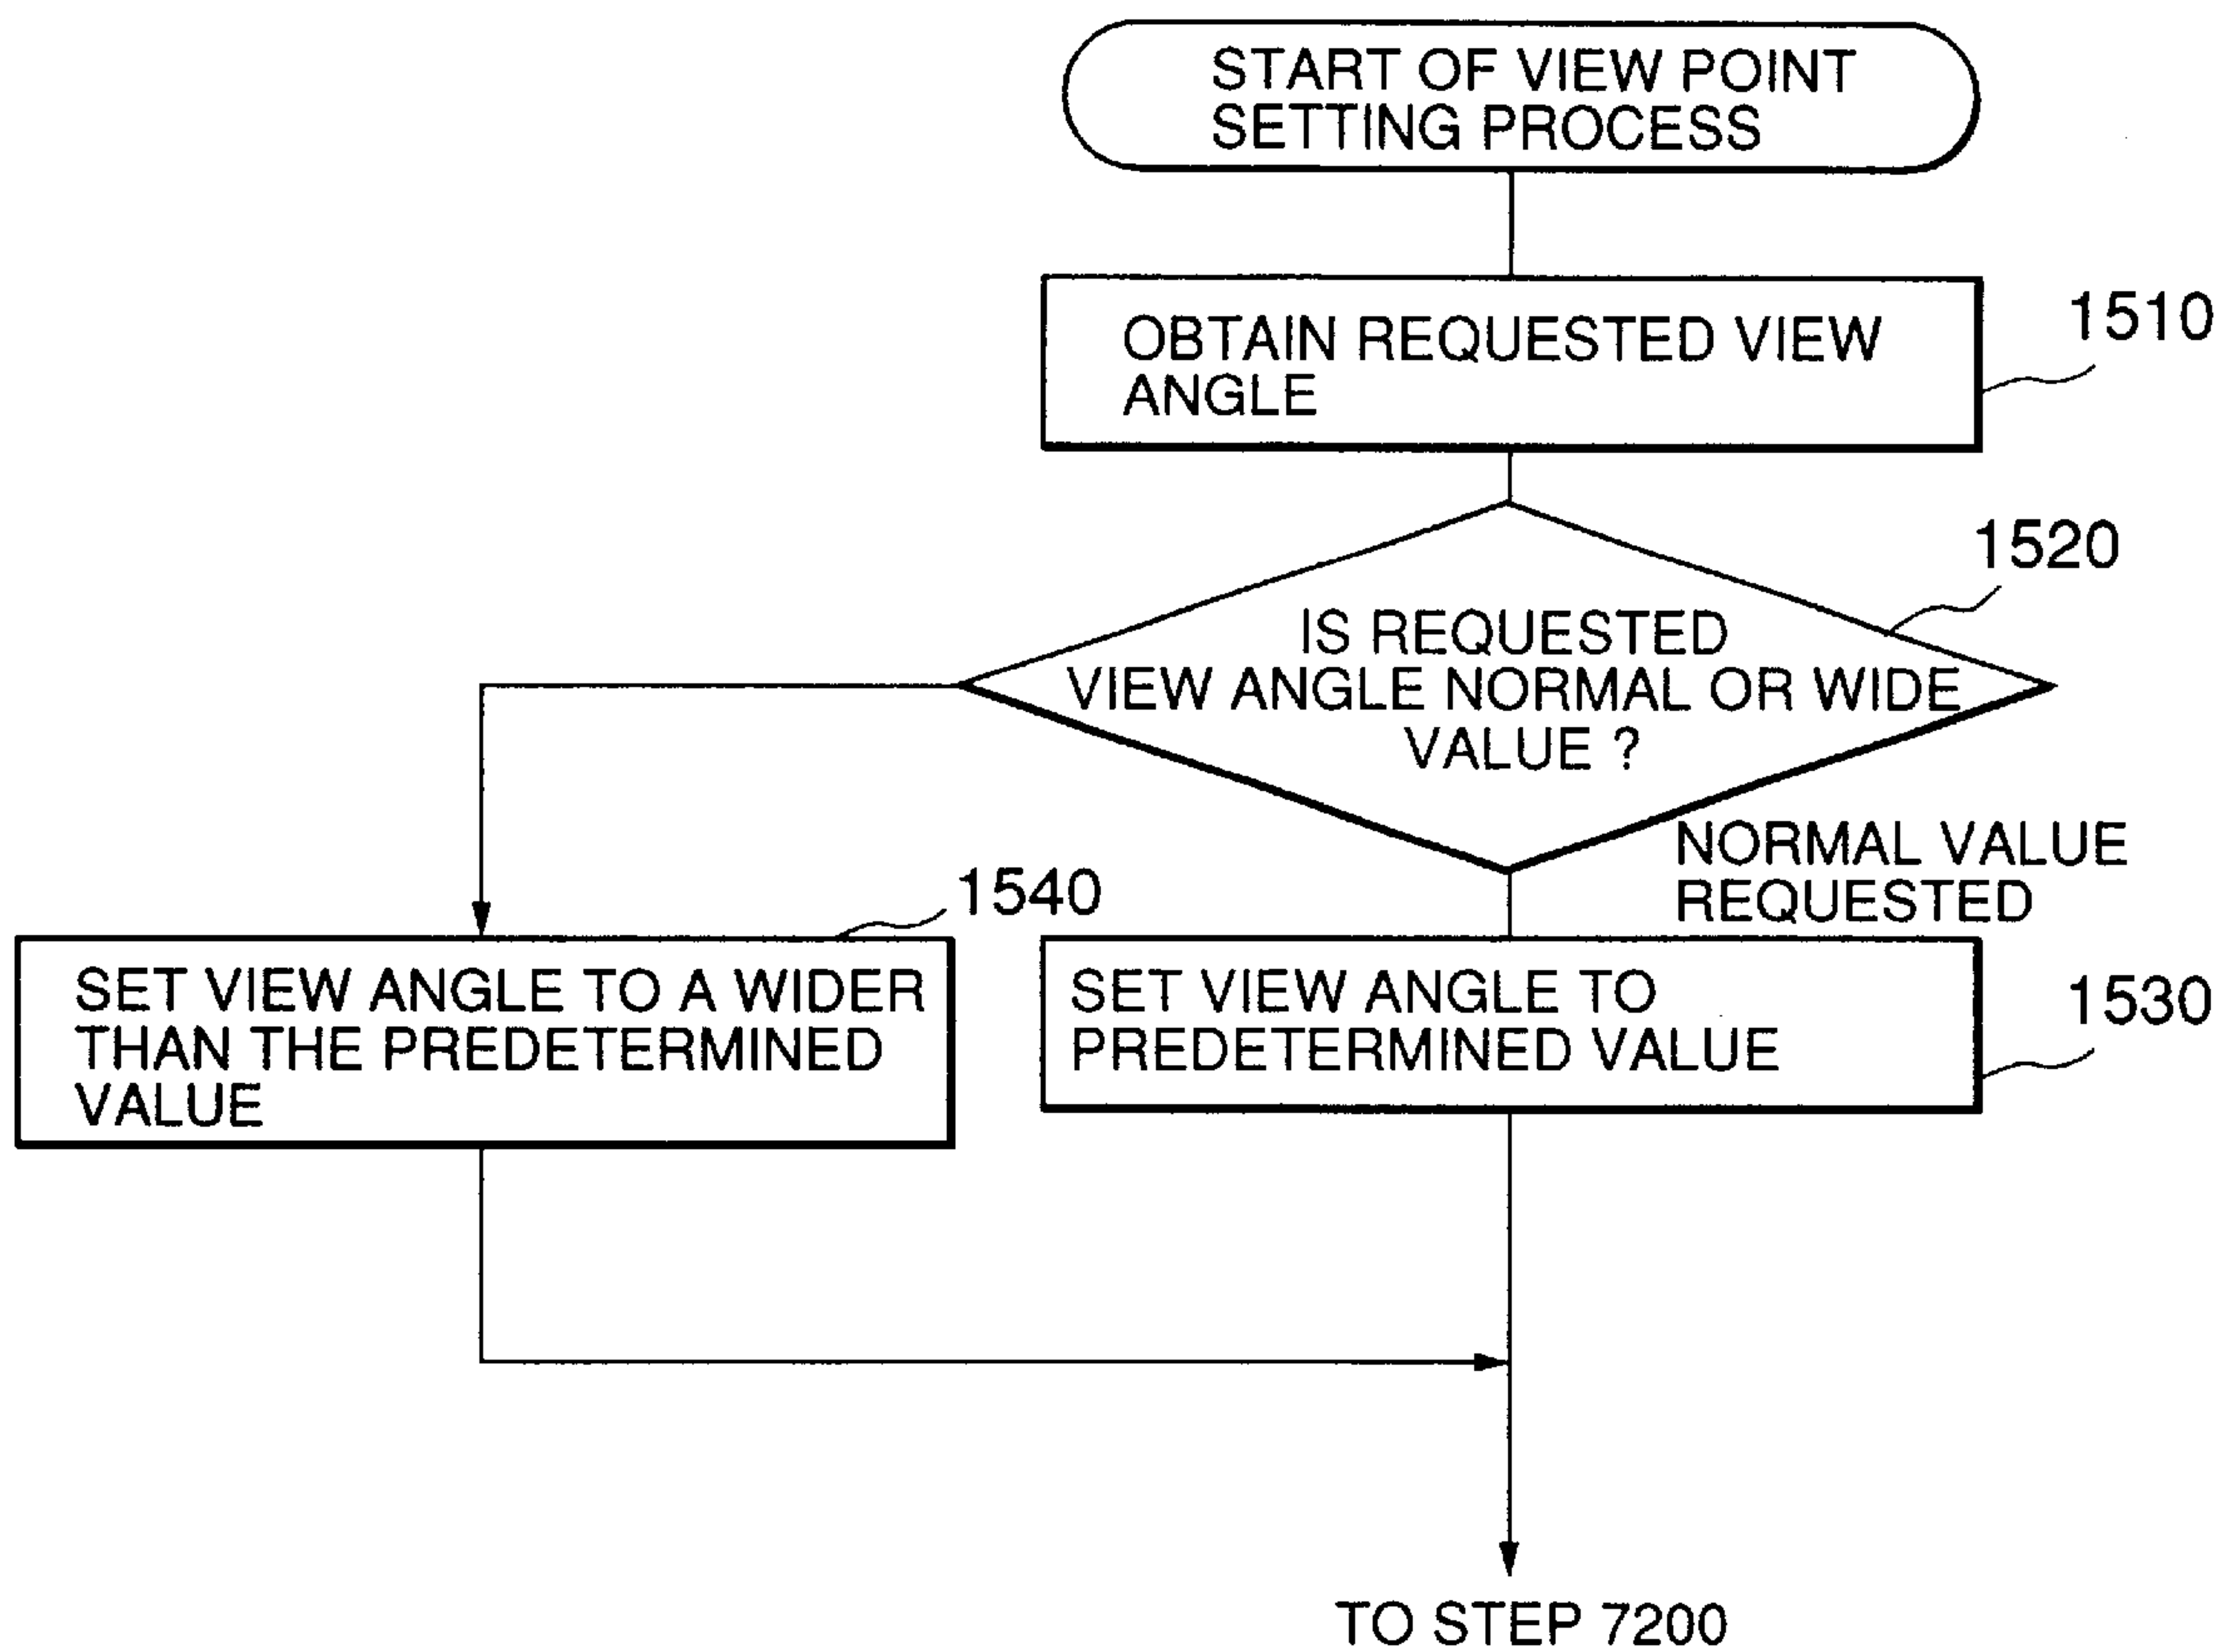 START OF VIEW POINT
SETTING PROCESS
OBTAIN REQUESTED VIEW
ANGLE
1510
1520
IS REQUESTED
VIEW ANGLE NORMAL OR WIDE
VALUE ?
NORMAL VALUE
REQUESTED
1540
SET VIEW ANGLE TO A WIDER
THAN THE PREDETERMINED
VALUE
SET VIEW ANGLE TO
PREDETERMINED VALUE
1530
TO STEP 7200